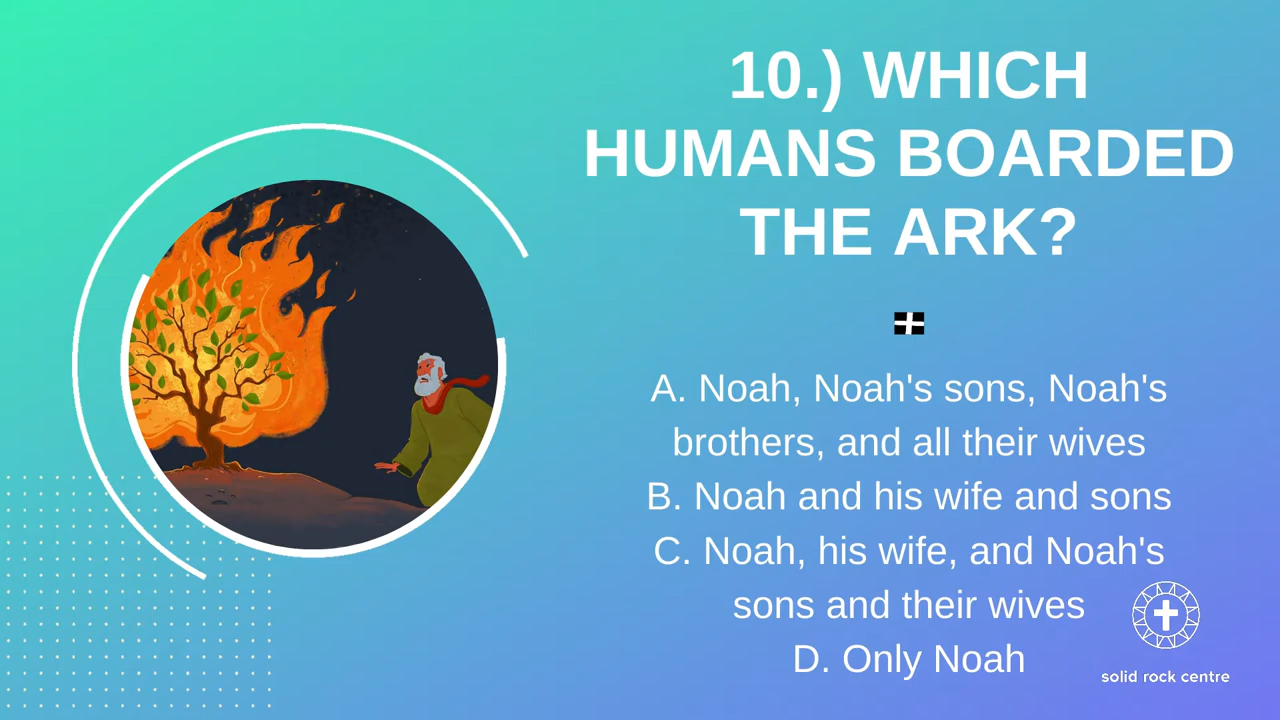 10.) WHICH
HUMANS BOARDED
THE ARK?
A. Noah, Noah's sons, Noah's
brothers, and all their wives
B. Noah and his wife and sons
C. Noah, his wife, and Noah's
sons and their wives
D. Only Noah
solid rock centre